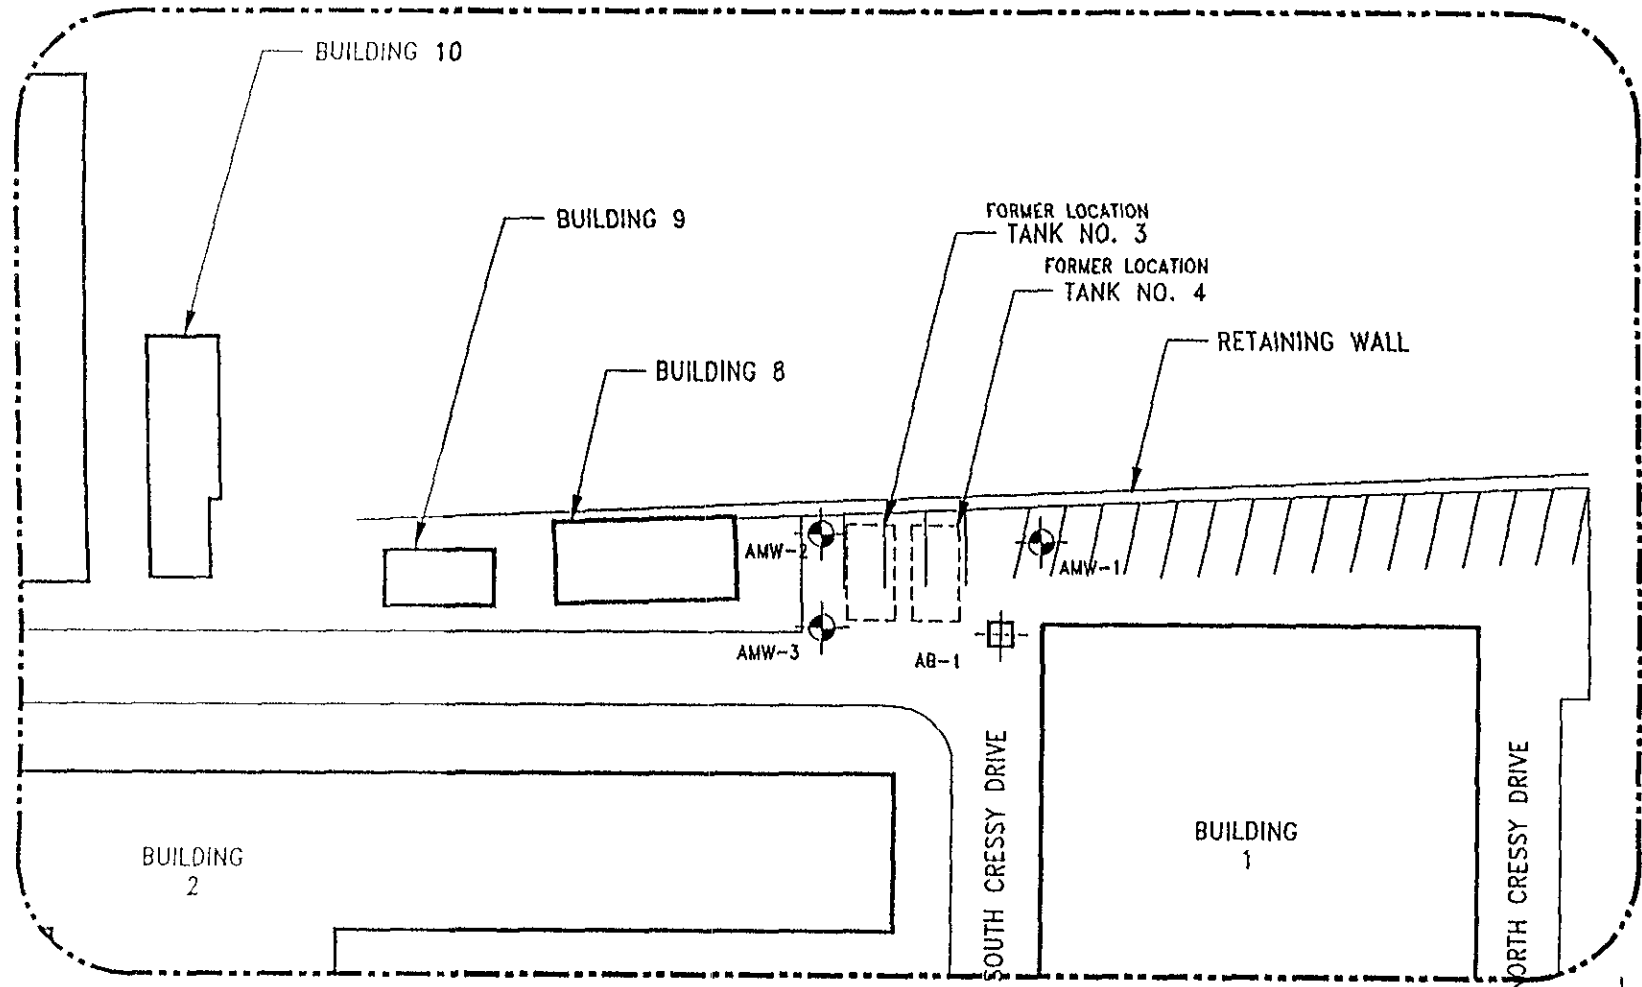 BUILDING 10
BUILDING 9
FORMER LOCATION
TANK NO. 3
FORMER LOCATION
TANK NO. 4
RETAINING WALL
BUILDING 8
AMW-2
AMW-1
AMW-3
AB-1
SOUTH CRESSY DRIVE
ORTH CRESSY DRIVE
BUILDING
1
BUILDING
2